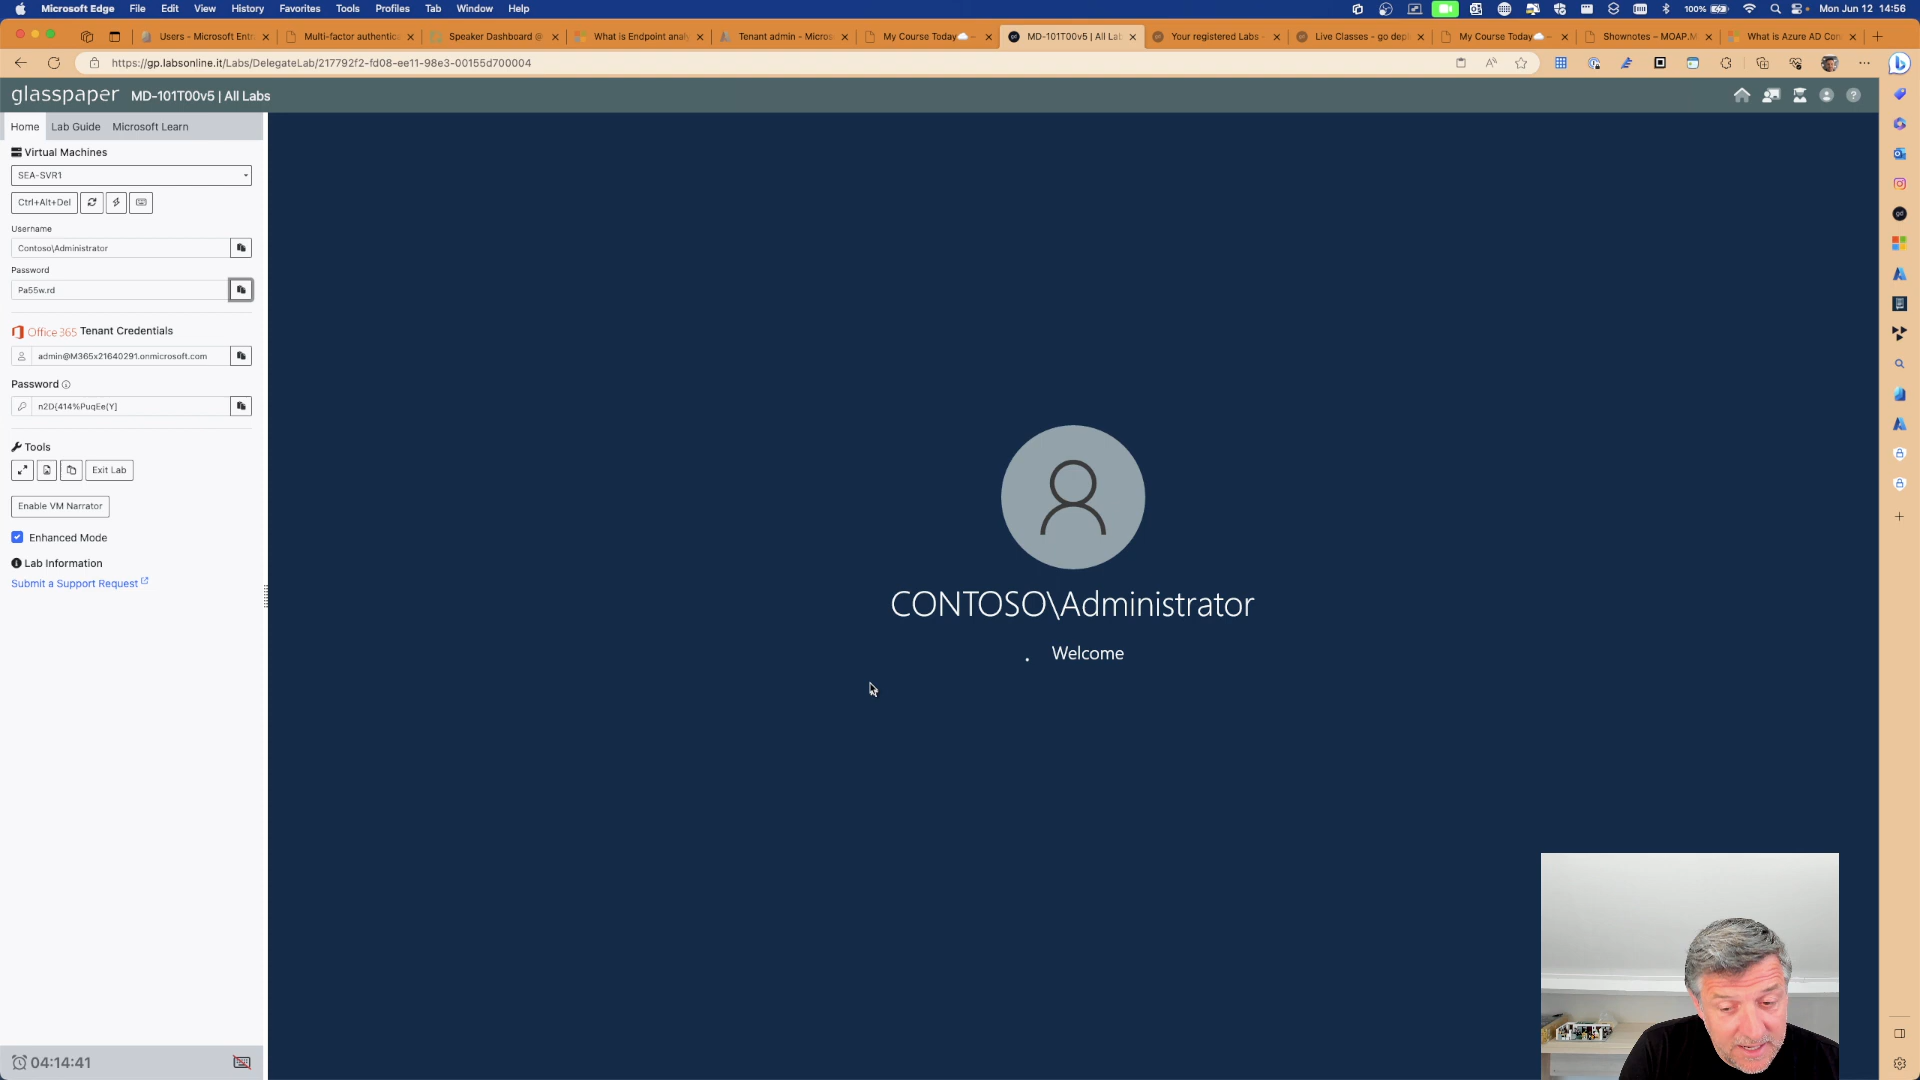 Microsoft Edge File Edit View History Favorites Tools Profiles Tab Window Help 100% Mon Jun 12 14:56
Users - Microsoft Ent Multi-factor authentica Speaker Dashboard @ What is Endpoint anal Tenant admin - Micros My Course Today MD-101T00v5 | All Lab Your registered Labs - Live Classes - go dep My Course Today Shownotes – MOAP.M What is Azure AD Con
https://gp.labsonline.it/Labs/DelegateLab/217792f2-fd08-ee11-98e3-00155d700004
glasspaper MD-101T00v5 | All Labs
Home Lab Guide Microsoft Learn
Virtual Machines
SEA-SVR1
Ctrl+Alt+Del
Username
Contoso\Administrator
Password
Pa55w.rd
Office 365 Tenant Credentials
admin@M365x21640291.onmicrosoft.com
Password
n2D{414%PuqEe(Y]
Tools
Exit Lab
Enable VM Narrator
Enhanced Mode
Lab Information
Submit a Support Request
04:14:41
CONTOSO\Administrator
Welcome